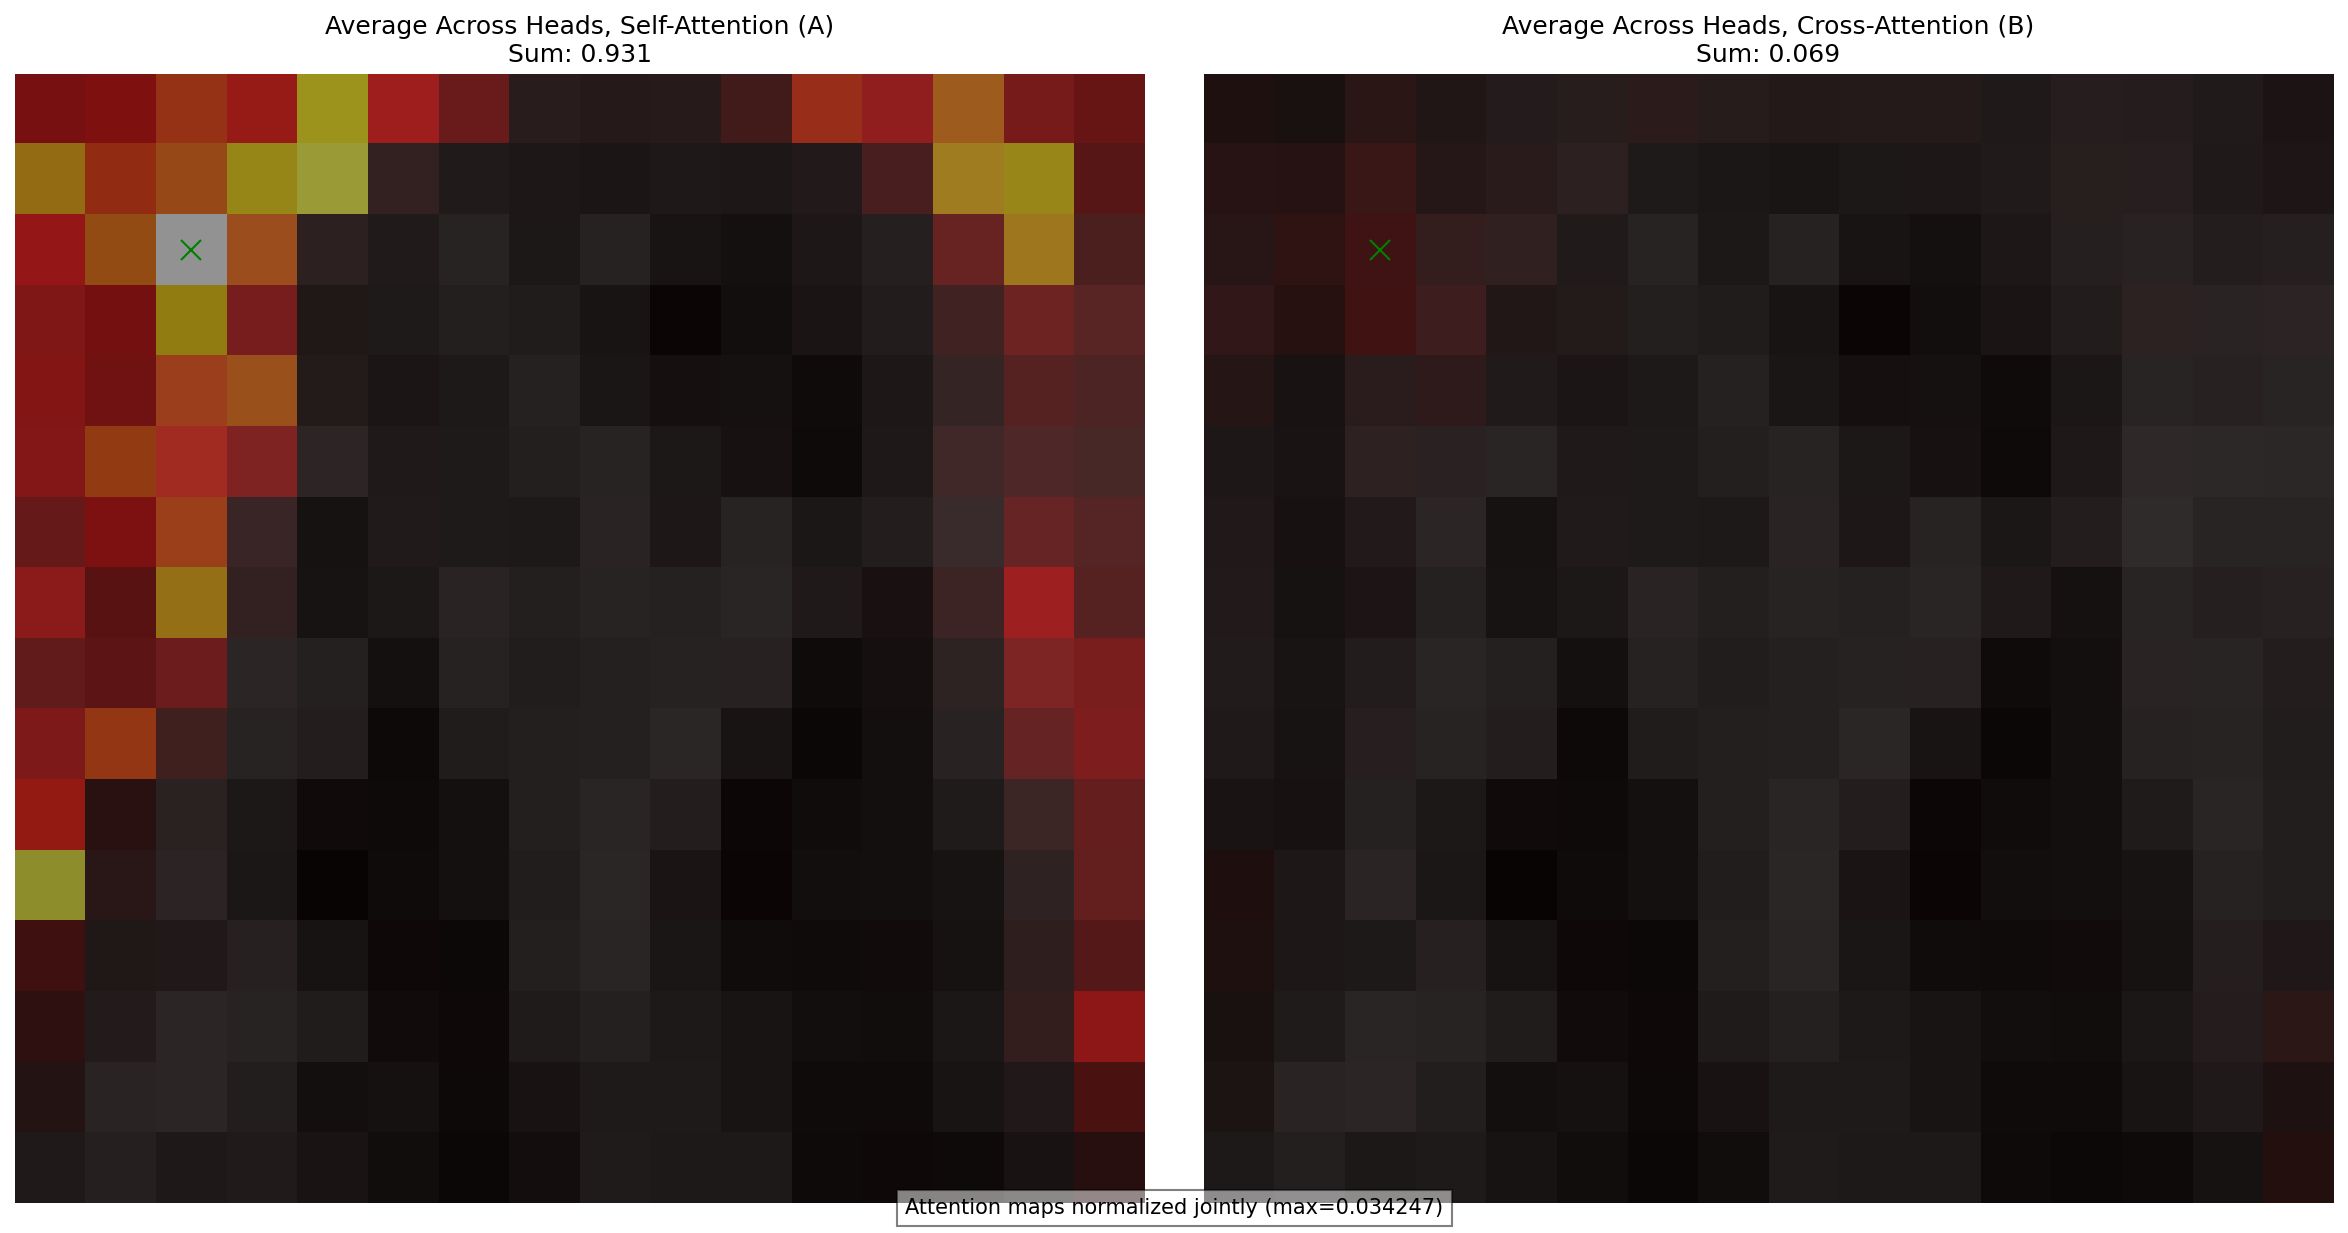 Average Across Heads, Self-Attention (A)
Sum: 0.931
Average Across Heads, Cross-Attention (B)
Sum: 0.069
Attention maps normalized jointly (max=0.034247)